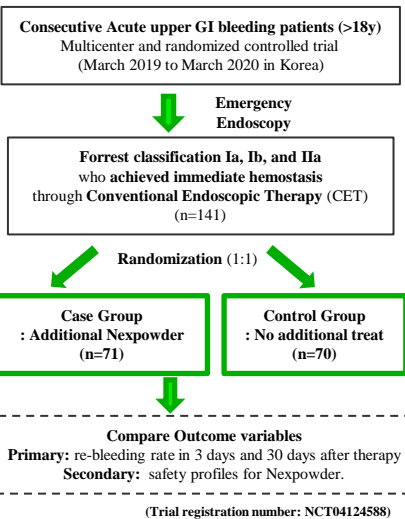 Consecutive Acute upper GI bleeding patients (>18y)
Multicenter and randomized controlled trial
(March 2019 to March 2020 in Korea)
Emergency
Endoscopy
Forrest classification Ia, Ib, and IIa
who achieved immediate hemostasis
through Conventional Endoscopic Therapy (CET)
(n=141)
Randomization (1:1)
Case Group
: Additional Nexpowder
(n=71)
Control Group
: No additional treat
(n=70)
Compare Outcome variables
Primary: re-bleeding rate in 3 days and 30 days after therapy
Secondary: safety profiles for Nexpowder.
(Trial registration number: NCT04124588)